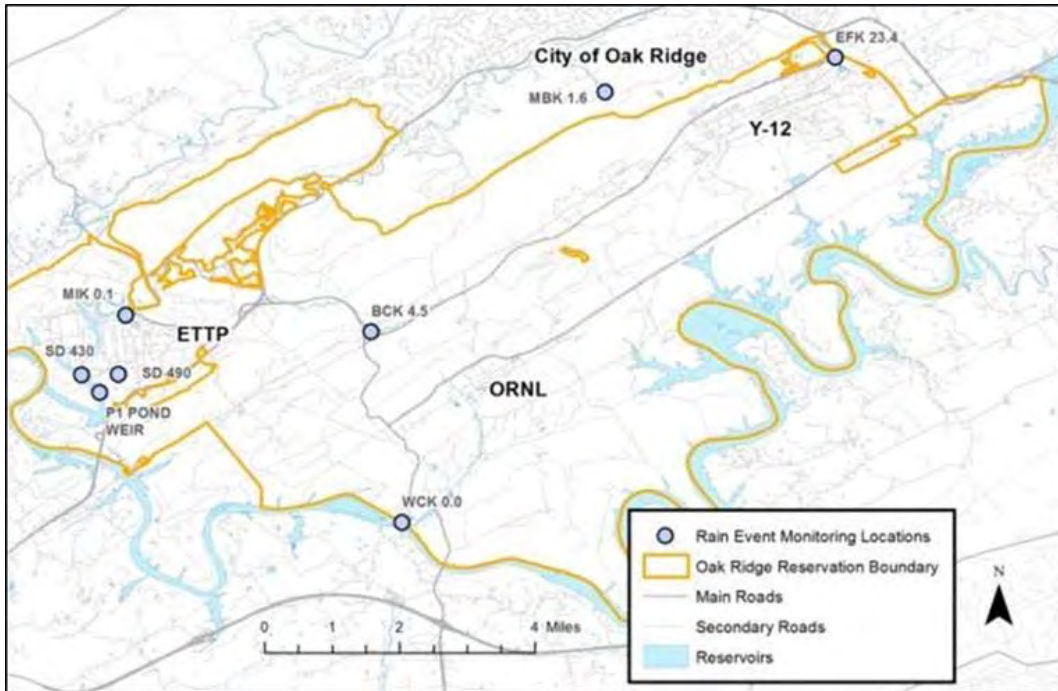 EFK 23.4
City of Oak Ridge
MBK 1.6
Y-12
MIK 0.1
BCK 4.5
ETTP
SD 430
SD 490
ORNL
P1 POND
WEIR
WCK 0.0
Rain Event Monitoring Locations
Oak Ridge Reservation Boundary
Main Roads
Secondary Roads
Reservoirs
N
0 2 4 Miles